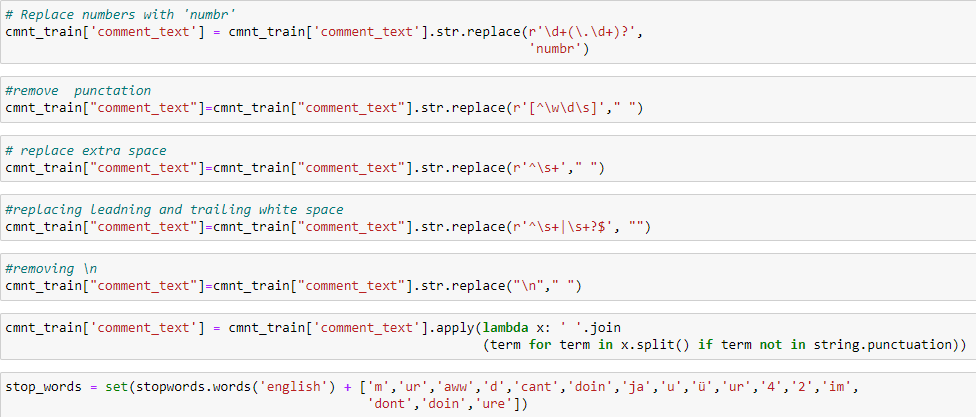 # Replace numbers with 'numbr'
cmnt_train['comment_text'] = cmnt_train['comment_text'].str.replace(r'\d+(\.\d+)?',
'numbr')
#remove  punctation
cmnt_train["comment_text"]=cmnt_train["comment_text"].str.replace(r'[^\w\d\s]'," ")
# replace extra space
cmnt_train["comment_text"]=cmnt_train["comment_text"].str.replace(r'^\s+'," ")
#replacing leadning and trailing white space
cmnt_train["comment_text"]=cmnt_train["comment_text"].str.replace(r'^\s+|\s+?$', "")
#removing \n
cmnt_train["comment_text"]=cmnt_train["comment_text"].str.replace("\n"," ")
cmnt_train['comment_text'] = cmnt_train['comment_text'].apply(lambda x: ' '.join
(term for term in x.split() if term not in string.punctuation))
stop_words = set(stopwords.words('english') + ['m','ur','aww','d','cant','doin','ja','u','ü','ur','4','2','im',
'dont','doin','ure'])